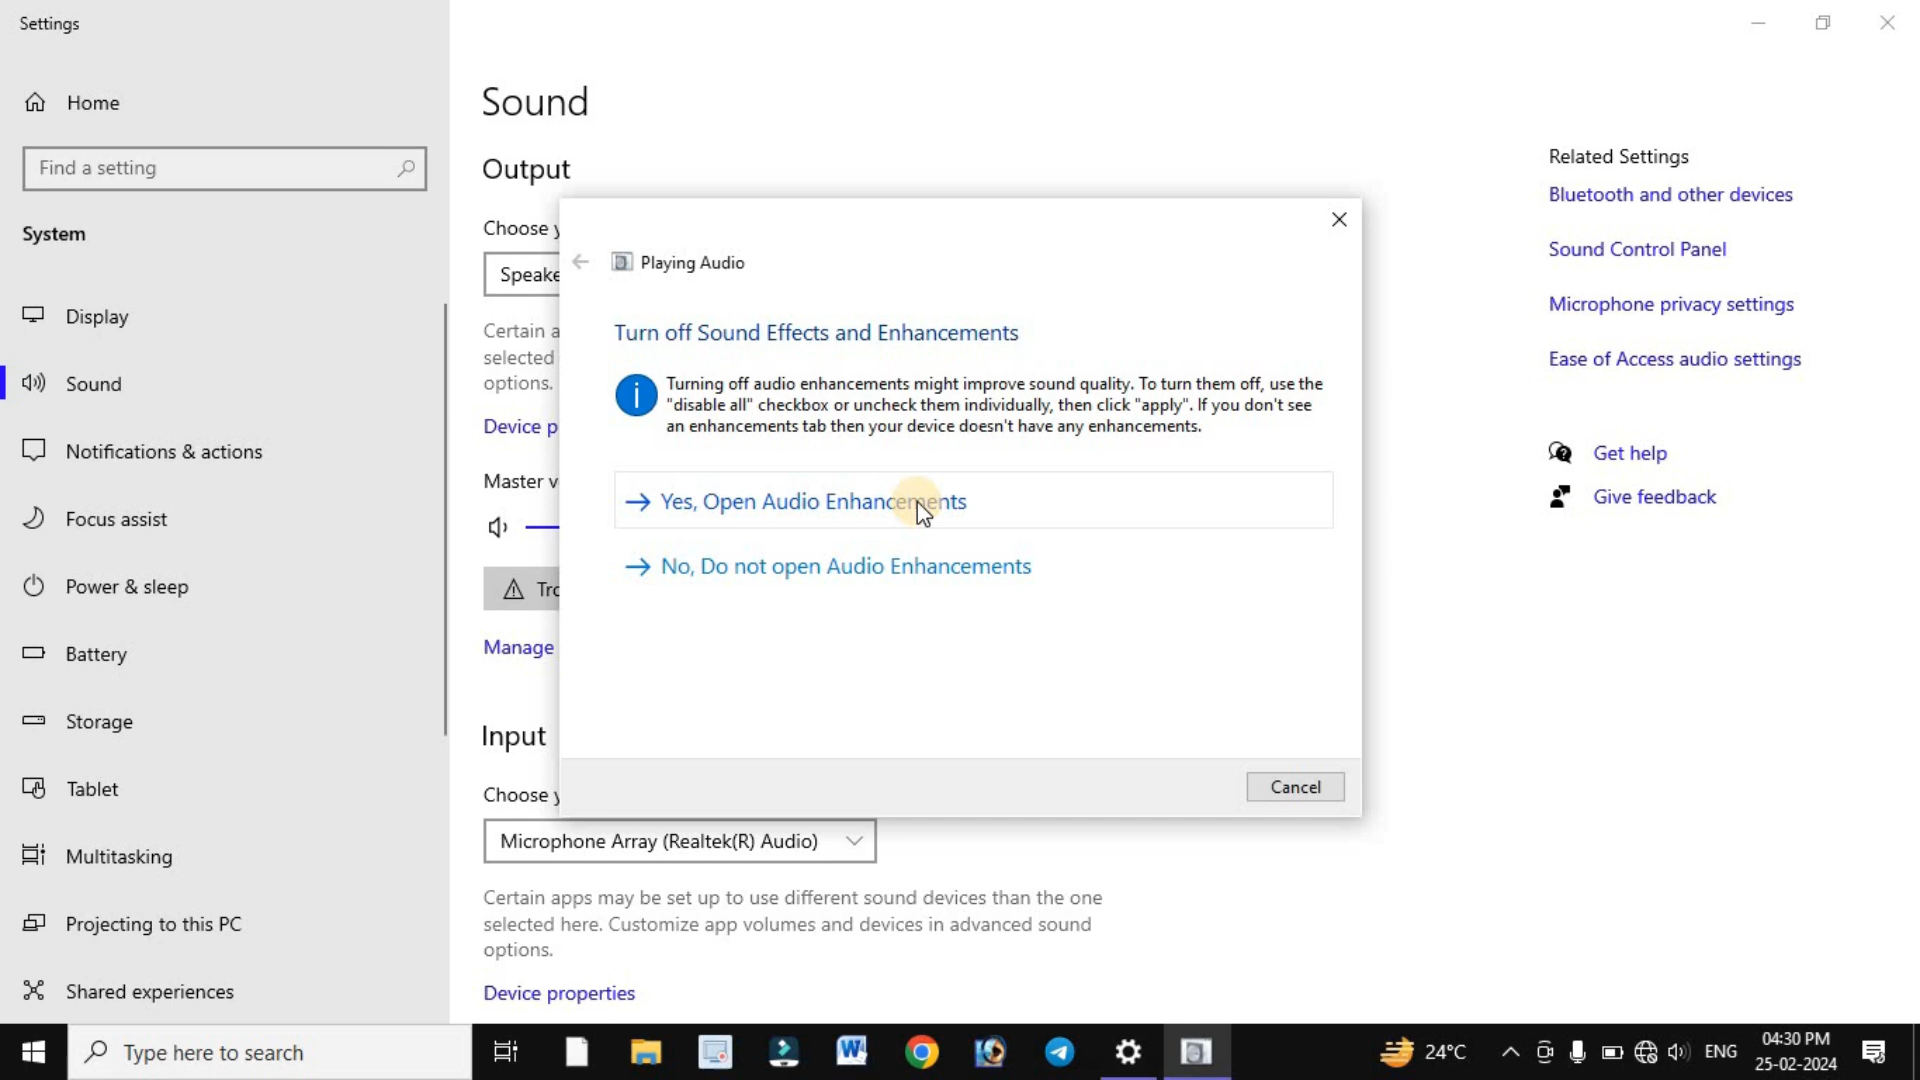 Settings
Home
Find a setting
System
Display
Sound
Notifications & actions
Focus assist
Power & sleep
Battery
Storage
Tablet
Multitasking
Projecting to this PC
Shared experiences
Sound
Output
Choose
Certain
selected
options.
Device
Master
Manage
Input
Choose
Microphone Array (Realtek(R) Audio)
Certain apps may be set up to use different sound devices than the one
selected here. Customize app volumes and devices in advanced sound
options.
Device properties
Playing Audio
Turn off Sound Effects and Enhancements
Turning off audio enhancements might improve sound quality. To turn them off, use the
"disable all" checkbox or uncheck them individually, then click "apply". If you don't see
an enhancements tab then your device doesn't have any enhancements.
Yes, Open Audio Enhancements
No, Do not open Audio Enhancements
Cancel
Related Settings
Bluetooth and other devices
Sound Control Panel
Microphone privacy settings
Ease of Access audio settings
Get help
Give feedback
Type here to search
24°C
ENG
04:30 PM
25-02-2024